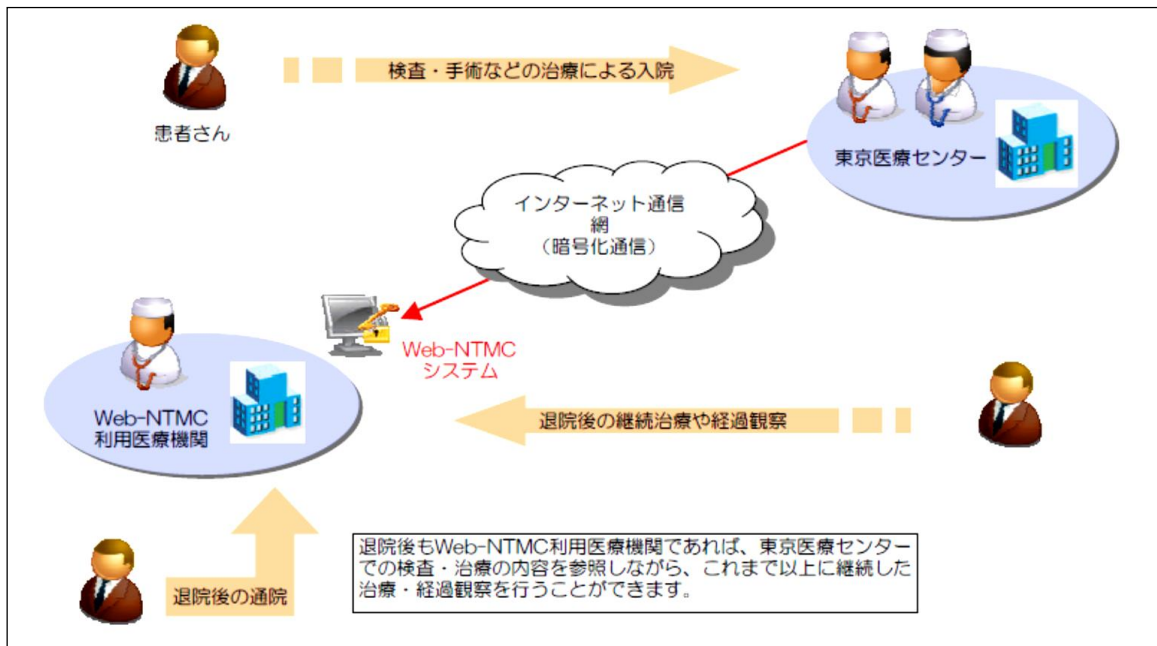 検査・手術などの治療による入院
患者さん
東京医療センター
インターネット通信
網
（暗号化通信）
Web-NTMC
システム
Web-NTMC
利用医療機関
退院後の継続治療や経過観察
退院後もWeb-NTMC利用医療機関であれば、東京医療センター
での検査・治療の内容を参照しながら、これまで以上に継続した
治療・経過観察を行うことができます。
退院後の通院